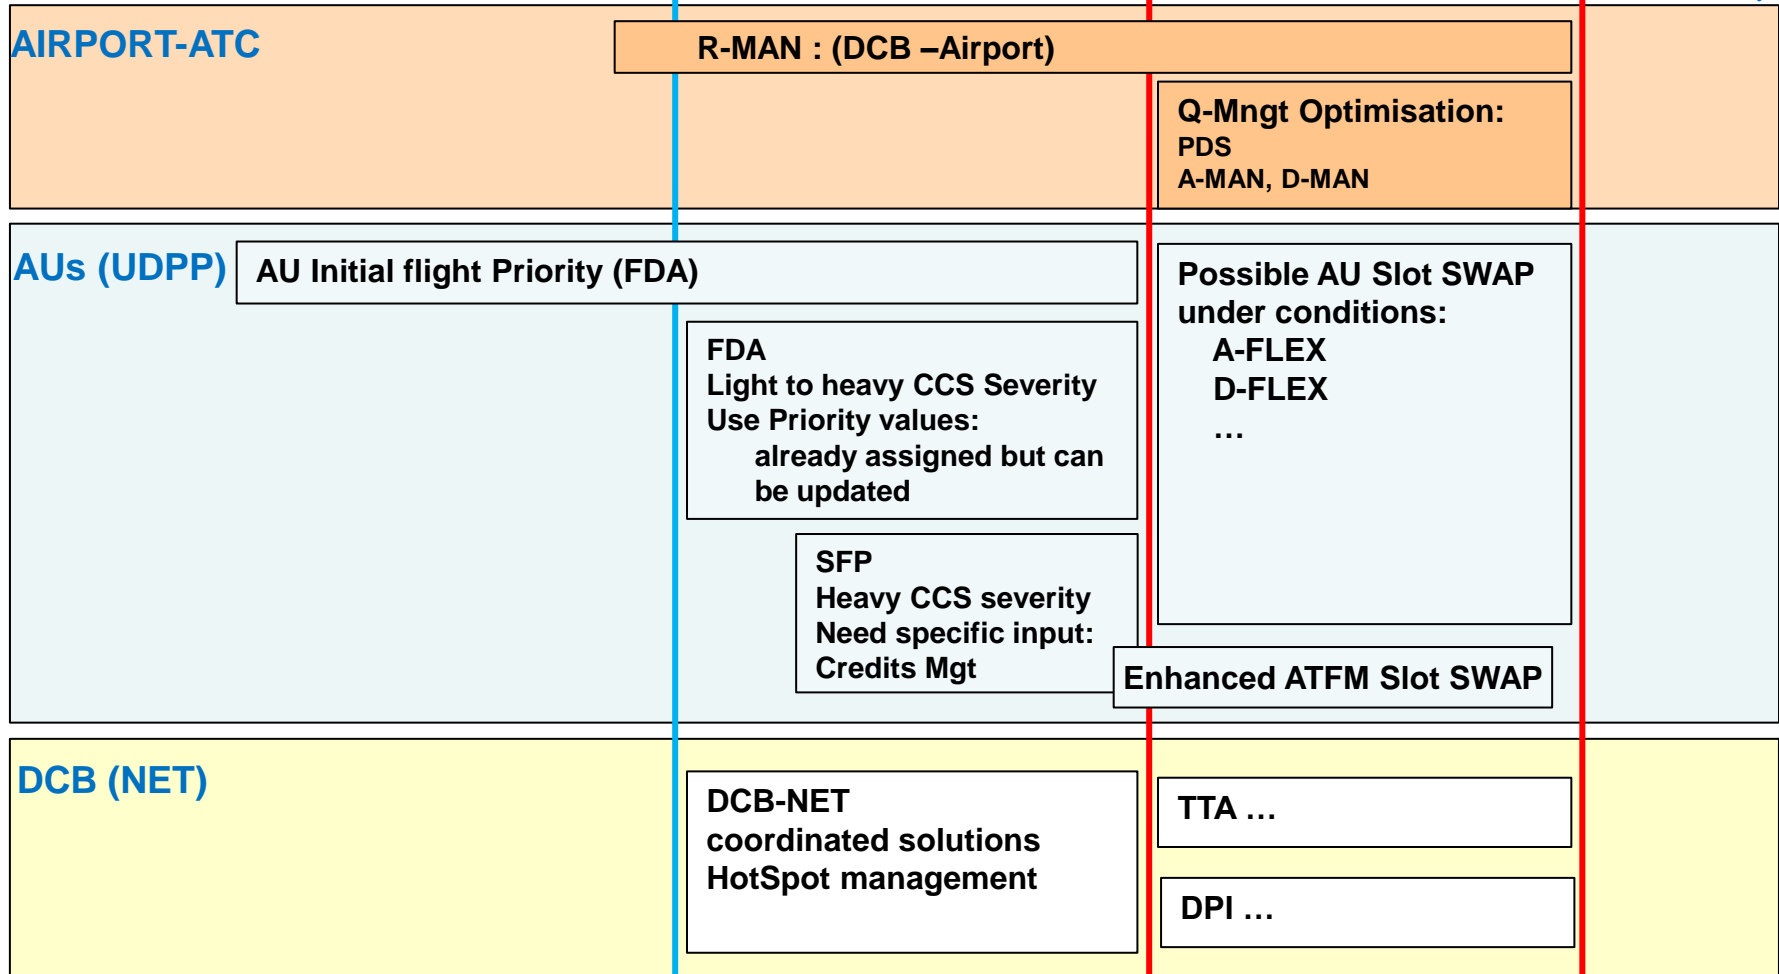 AIRPORT-ATC
R-MAN : (DCB –Airport)
Q-Mngt Optimisation:
PDS
A-MAN, D-MAN
AUs (UDPP)
AU Initial flight Priority (FDA)
Possible AU Slot SWAP
under conditions:
A-FLEX
D-FLEX
…
FDA
Light to heavy CCS Severity
Use Priority values:
already assigned but can
be updated
SFP
Heavy CCS severity
Need specific input:
Credits Mgt
Enhanced ATFM Slot SWAP
DCB (NET)
DCB-NET
coordinated solutions
HotSpot management
TTA …
DPI …